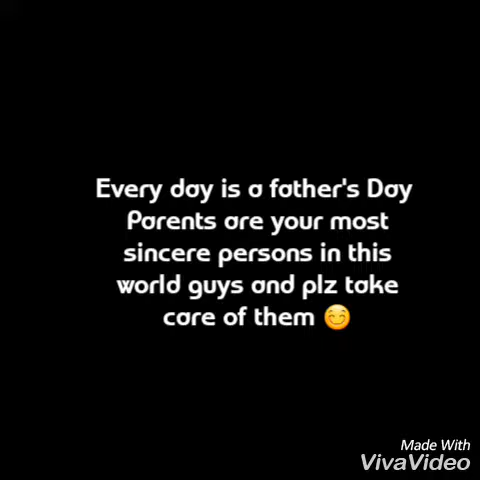 Every day is a father's Day
Parents are your most
sincere persons in this
world guys and plz take
care of them 😊
Made With
VivaVideo